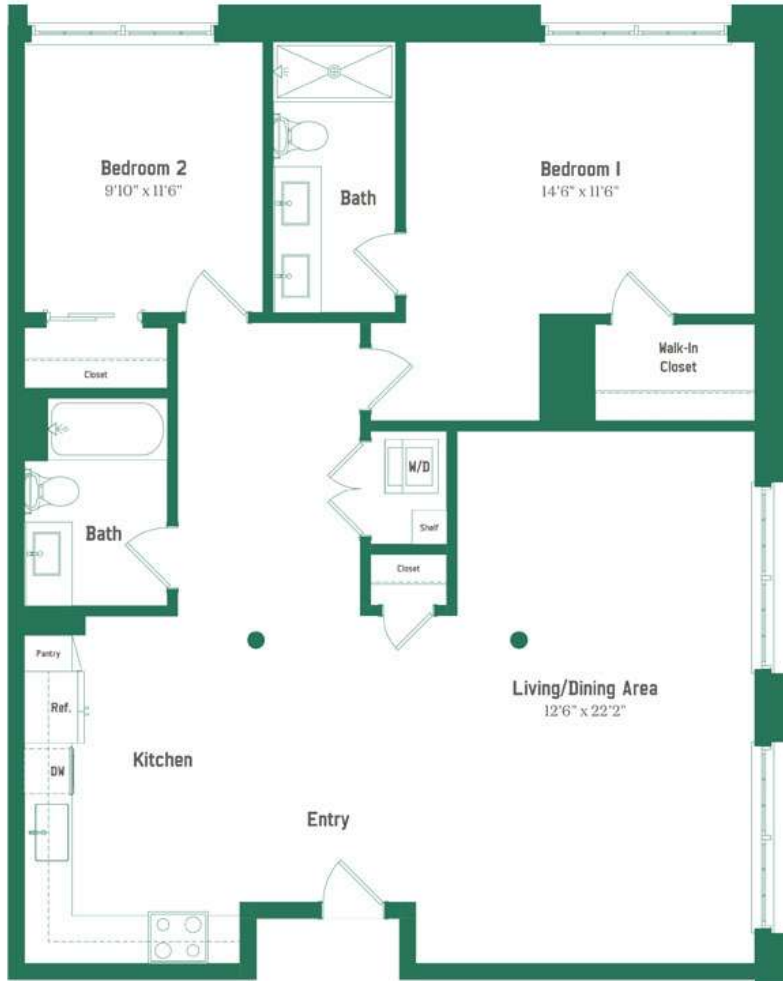 Bedroom 2
9'10" x 11'6"
Bath
Bedroom 1
14'6" x 11'6"
Walk-In
Closet
Closet
W/D
Shelf
Bath
Closet
Pantry
Ref.
Living/Dining Area
12'6" x 22'2"
DW
Kitchen
Entry